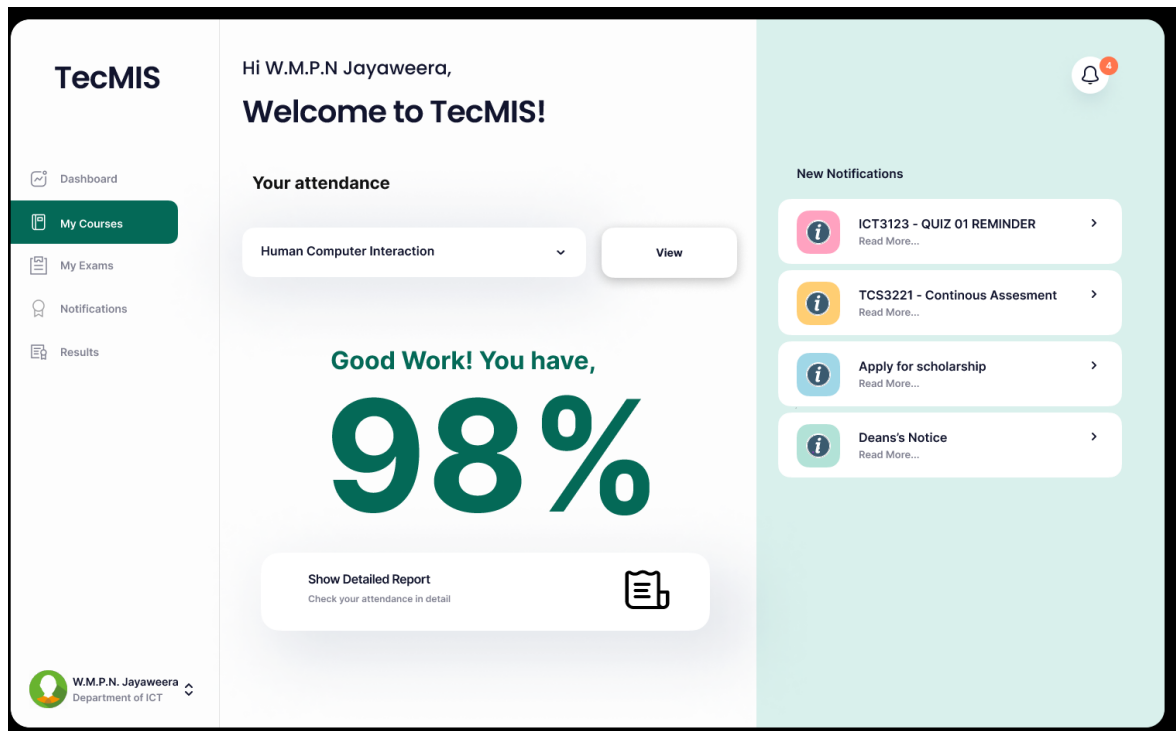 TecMIS
Dashboard
My Courses
My Exams
Notifications
Results
W.M.P.N. Jayaweera
Department of ICT
Hi W.M.P.N Jayaweera,
Welcome to TecMIS!
Your attendance
Human Computer Interaction
View
Good Work! You have,
98%
Show Detailed Report
Check your attendance in detail
4
New Notifications
ICT3123 - QUIZ 01 REMINDER
Read More...
TCS3221 - Continous Assesment
Read More...
Apply for scholarship
Read More...
Deans's Notice
Read More...